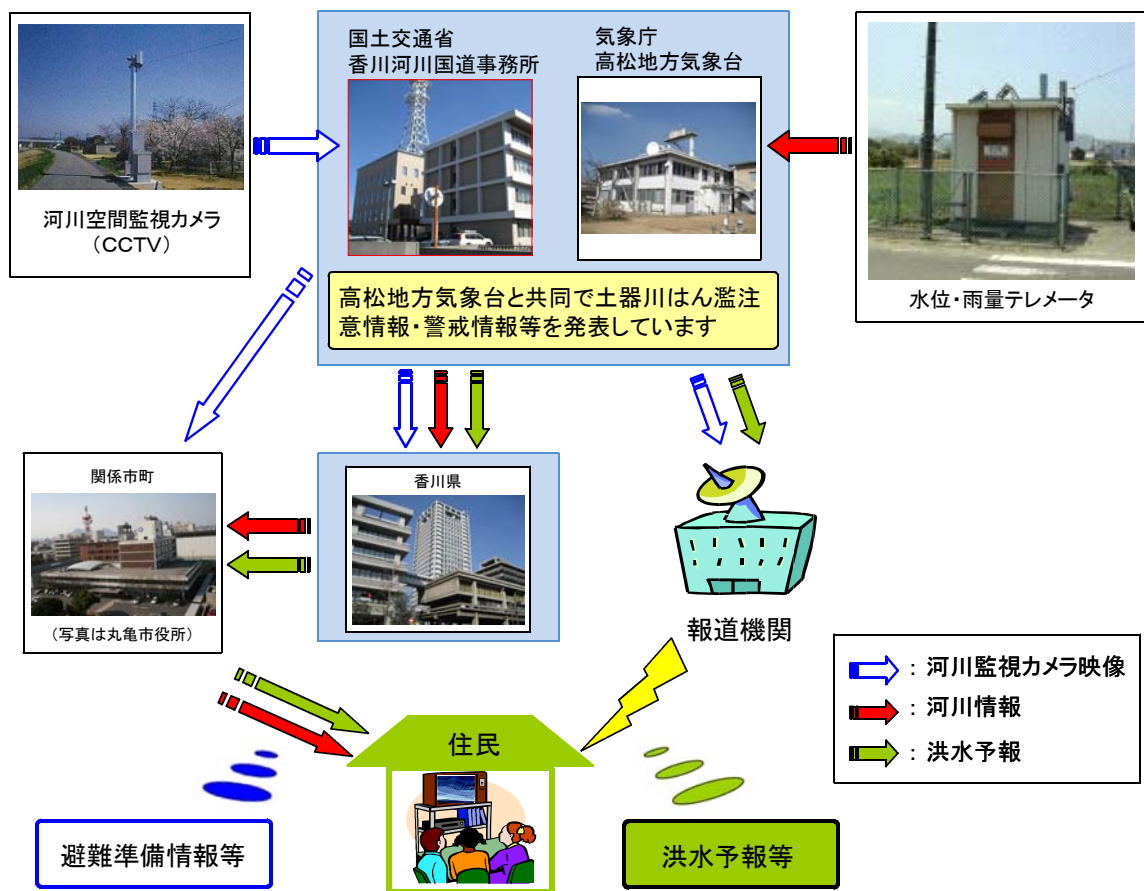 国土交通省
香川河川国道事務所
気象庁
高松地方気象台
河川空間監視カメラ
（CCTV）
水位・雨量テレメータ
高松地方気象台と共同で土器川はん濫注
意情報・警戒情報等を発表しています
関係市町
(写真は丸亀市役所）
香川県
報道機関
：河川監視カメラ映像
：河川情報
：洪水予報
住民
避難準備情報等
洪水予報等